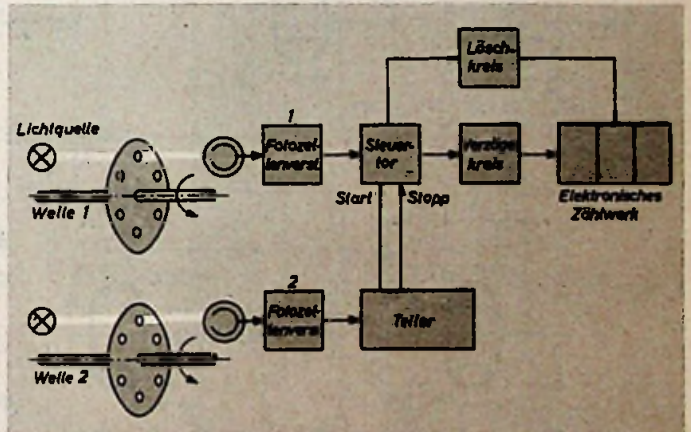 Lösch-
kreis
Lichtquelle
1
Fotozel-
lenverst.
Steuer-
tor
Verzöge
kreis
Welle 1
Start
Stopp
Elektronisches
Zählwerk
2
Fotozel-
lenverst
Teiler
Welle 2